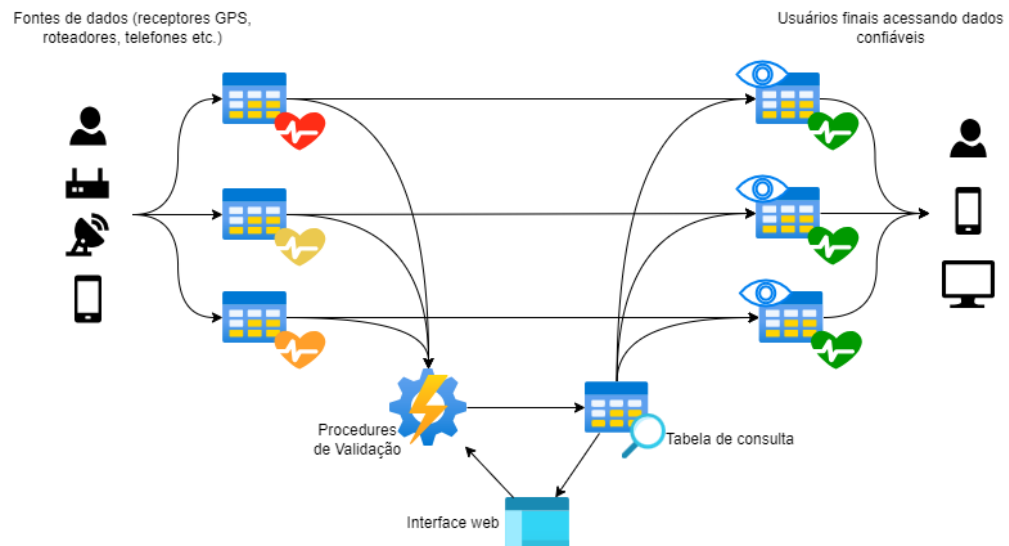 Fontes de dados (receptores GPS,
roteadores, telefones etc.)
Usuários finais acessando dados
confiáveis
Procedures
de Validação
Tabela de consulta
Interface web